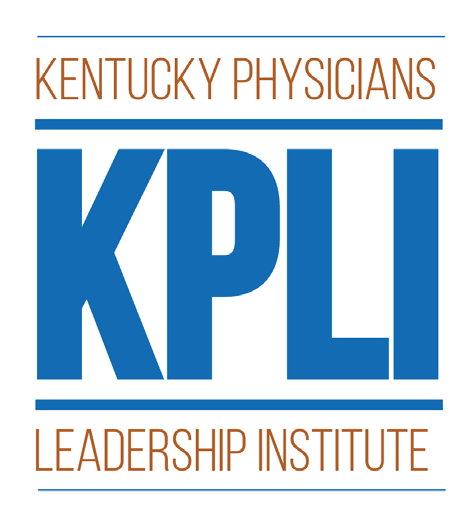 KENTUCKY PHYSICIANS
KPLI
LEADERSHIP INSTITUTE